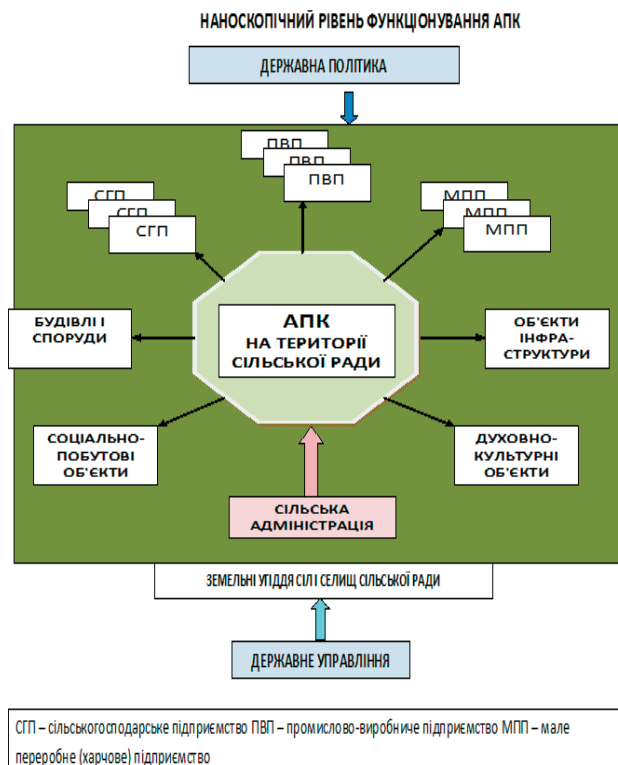 НАНОСКОПІЧНИЙ РІВЕНЬ ФУНКЦІОНУВАННЯ АПК
ДЕРЖАВНА ПОЛІТИКА
ПВП
ПВП
ПВП
СГП
СГП
СГП
МПП
МПП
МПП
АПК
НА ТЕРИТОРІЇ
СІЛЬСЬКОЇ РАДИ
БУДІВЛІ І
СПОРУДИ
ОБ'ЄКТИ
ІНФРА-
СТРУКТУРИ
СОЦІАЛЬНО-
ПОБУТОВІ
ОБ'ЄКТИ
ДУХОВНО-
КУЛЬТУРНІ
ОБ'ЄКТИ
СІЛЬСЬКА
АДМІНІСТРАЦІЯ
ЗЕМЕЛЬНІ УГІДДЯ СІЛ І СЕЛИЩ СІЛЬСЬКОЇ РАДИ
ДЕРЖАВНЕ УПРАВЛІННЯ
СГП – сільськогосподарське підприємство ПВП – промислово-виробниче підприємство МПП – мале
переробне (харчове) підприємство